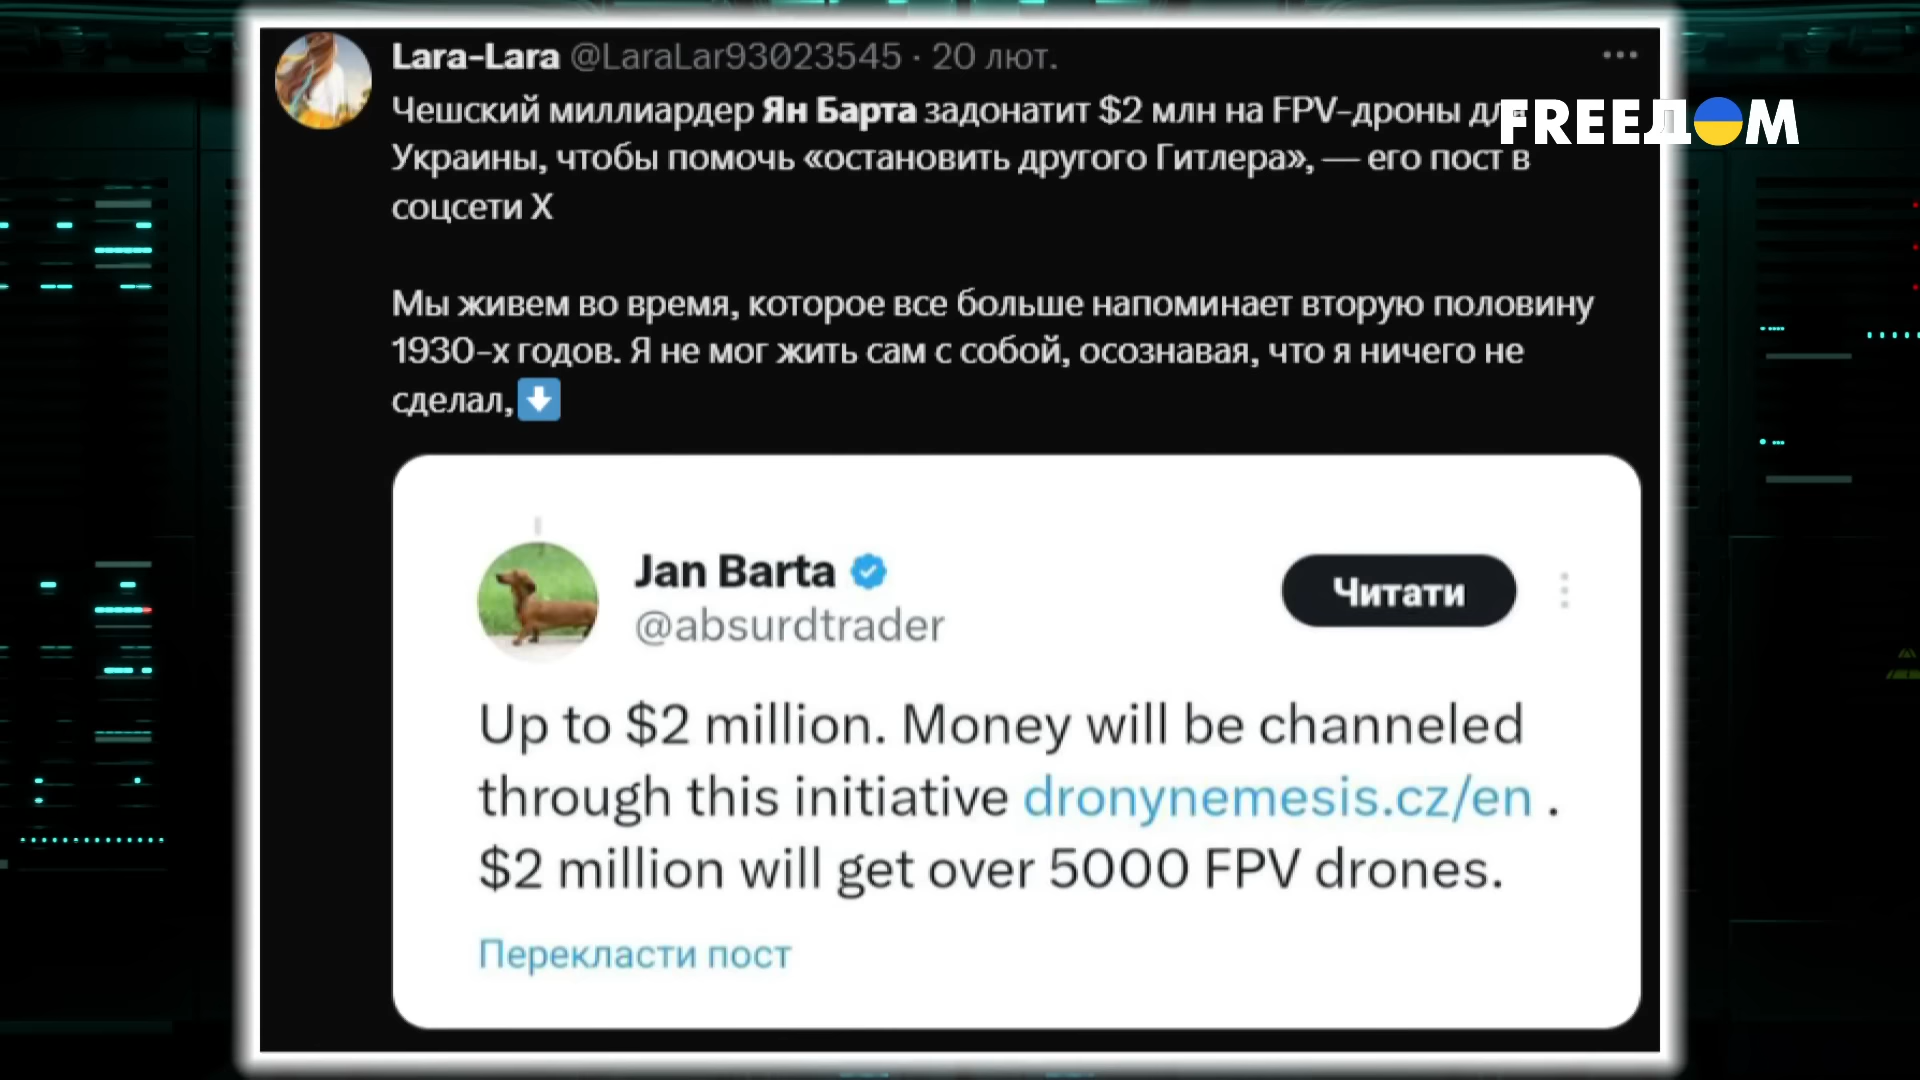 Lara-Lara @LaraLar93023545 · 20 лют.
Чешский миллиардер Ян Барта задонатит $2 млн на FPV-дроны для
FREEДOM
Украины, чтобы помочь «остановить другого Гитлера», — его пост в
соцсети X
Мы живем во время, которое все больше напоминает вторую половину
1930-х годов. Я не мог жить сам с собой, осознавая, что я ничего не
сделал,
Jan Barta
@absurdtrader
Читати
Up to $2 million. Money will be channeled
through this initiative dronynemesis.cz/en .
$2 million will get over 5000 FPV drones.
Перекласти пост